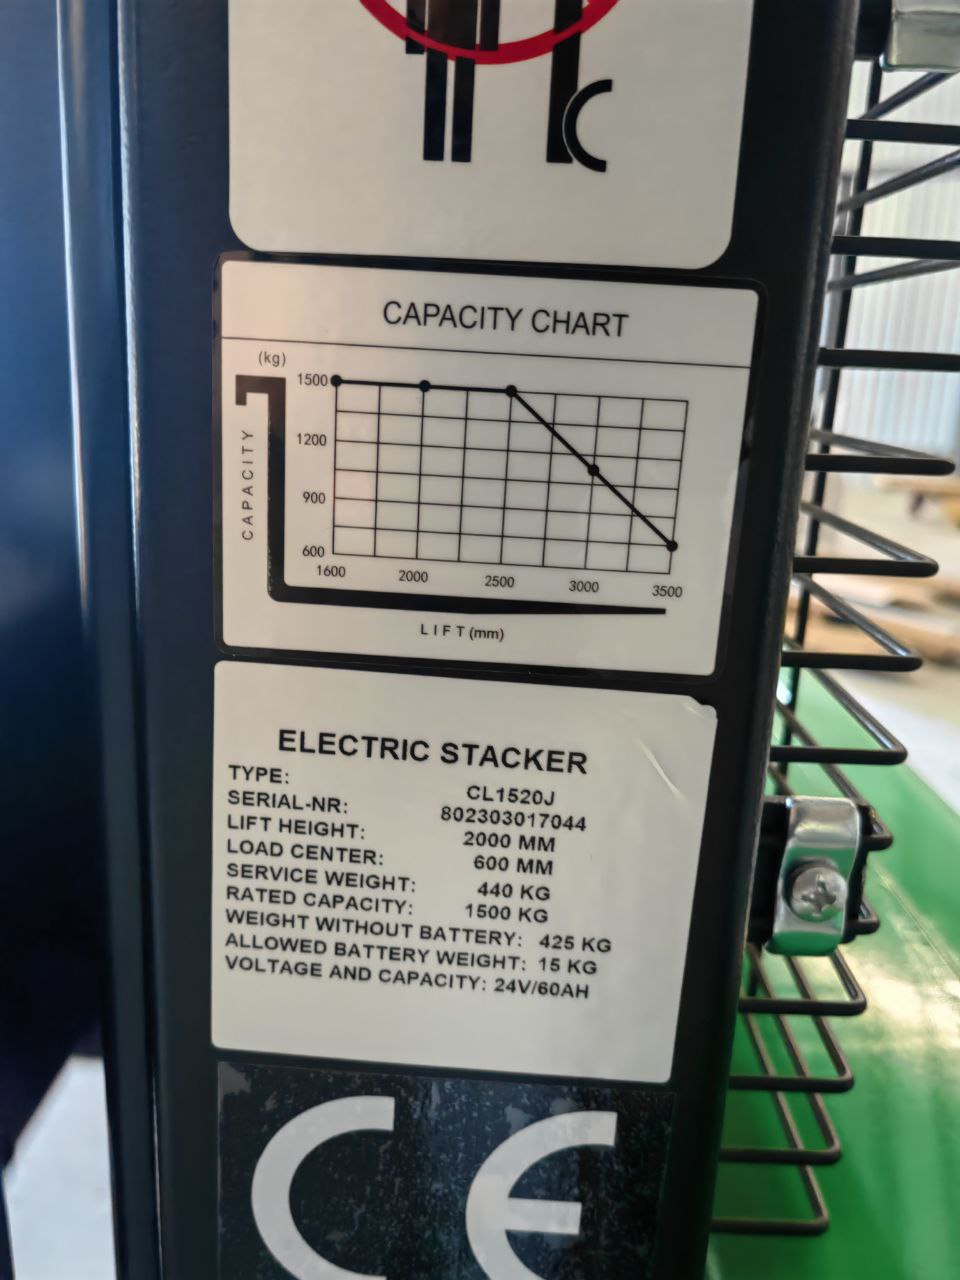 C
CAPACITY CHART
(kg)
CAPACITY
1500
1200
900
600
1600 2000 2500 3000 3500
LIFT (mm)
ELECTRIC STACKER
TYPE: CL1520J
SERIAL-NR: 802303017044
LIFT HEIGHT: 2000 MM
LOAD CENTER: 600 MM
SERVICE WEIGHT: 440 KG
RATED CAPACITY: 1500 KG
WEIGHT WITHOUT BATTERY: 425 KG
ALLOWED BATTERY WEIGHT: 15 KG
VOLTAGE AND CAPACITY: 24V/60AH
CE